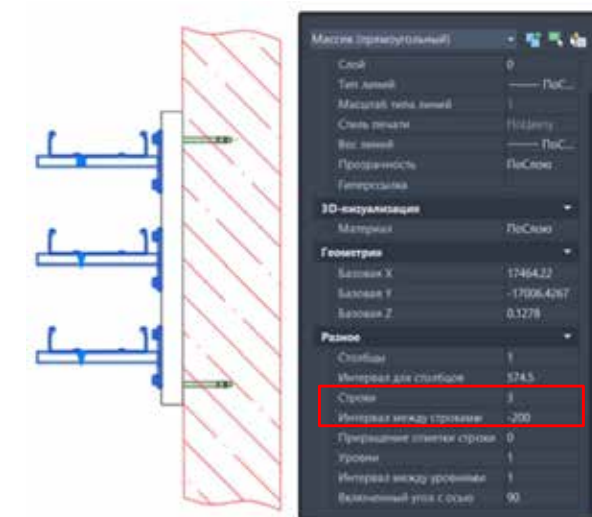 Массив (прямоугольный)
Слой 0
Тип линий ПоС...
Масштаб типа линий 1
Стиль печати ПоЦвету
Вес линий ПоС...
Прозрачность ПоСлою
Гиперссылка
3D-визуализация
Материал ПоСлою
Геометрия
Базовая X 17464.22
Базовая Y -17006.4267
Базовая Z 0.1278
Разное
Столбцы 1
Интервал для столбцов 574.5
Строки 3
Интервал между строками -200
Приращение отметки строки 0
Уровни 1
Интервал между уровнями 1
Включенный угол с осью 90